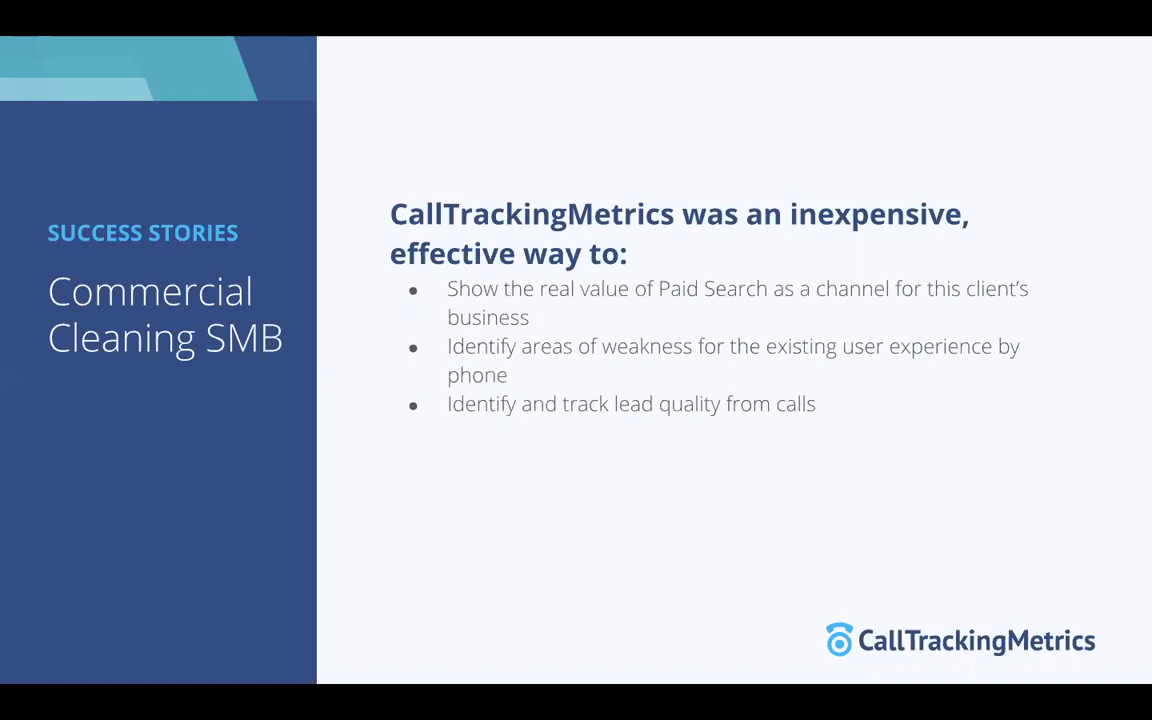 SUCCESS STORIES
Commercial
Cleaning SMB
CallTrackingMetrics was an inexpensive,
effective way to:
● Show the real value of Paid Search as a channel for this client’s
business
● Identify areas of weakness for the existing user experience by
phone
● Identify and track lead quality from calls
CallTrackingMetrics